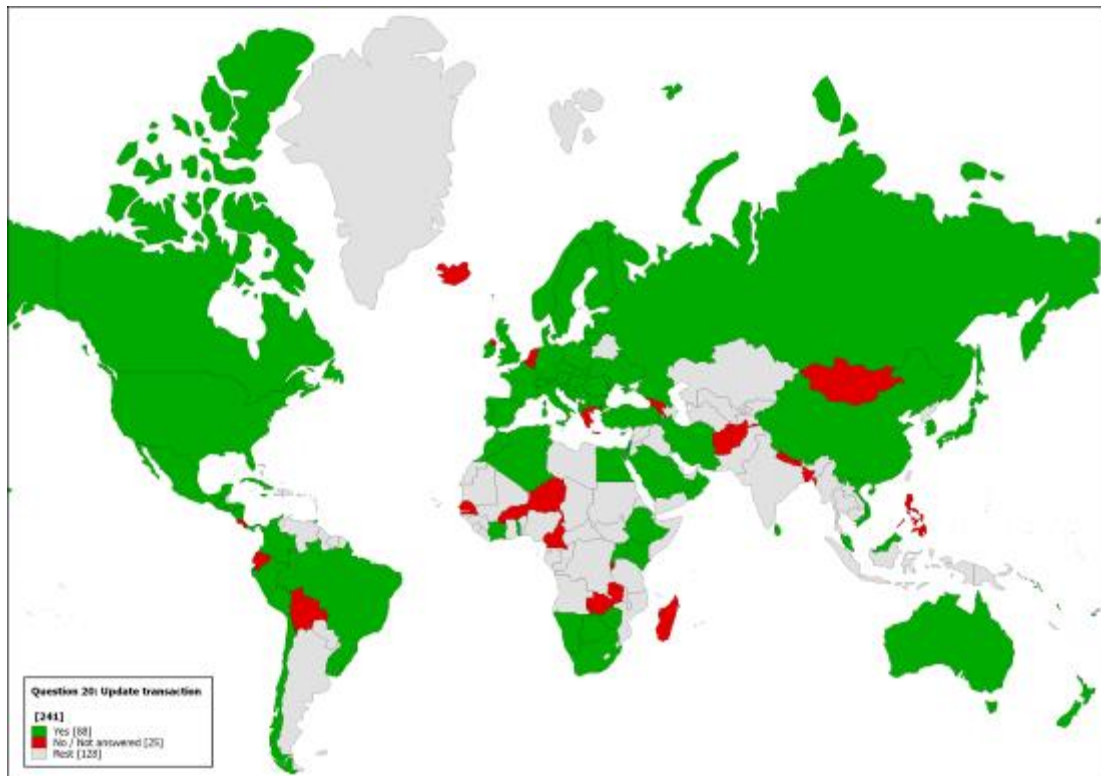 Question 20: Update transaction
[241]
Yes [88]
No / Not answered [25]
Rest [128]